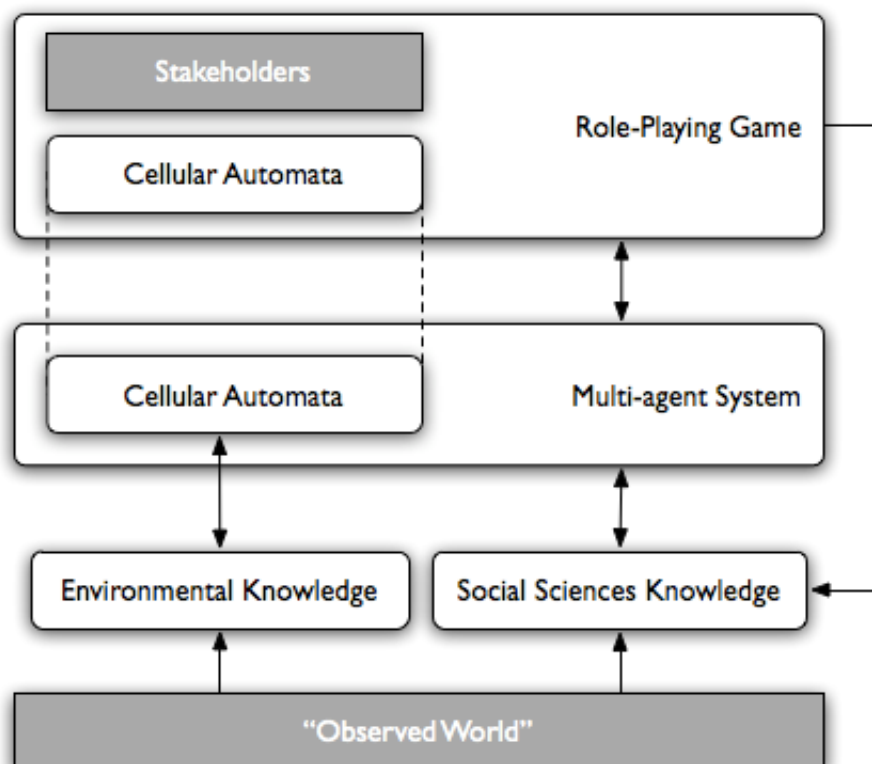 Stakeholders
Role-Playing Game
Cellular Automata
Cellular Automata
Multi-agent System
Environmental Knowledge
Social Sciences Knowledge
“Observed World”